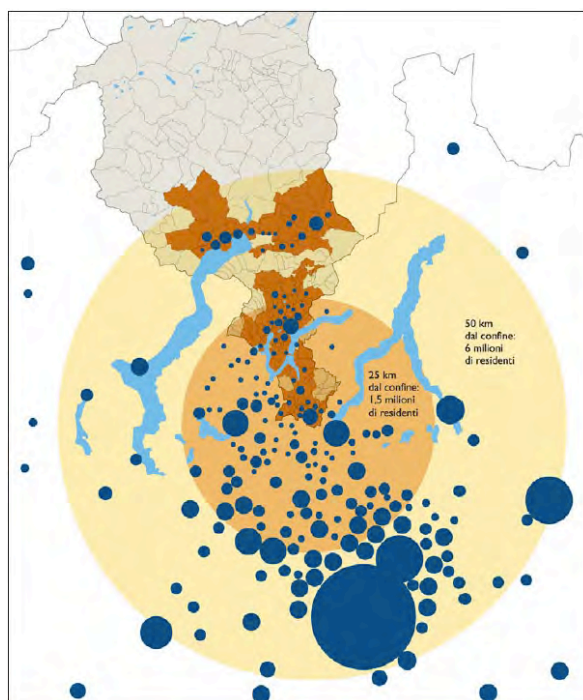 50 km
dal confine:
6 milioni
di residenti
25 km
dal confine:
1,5 milioni
di residenti